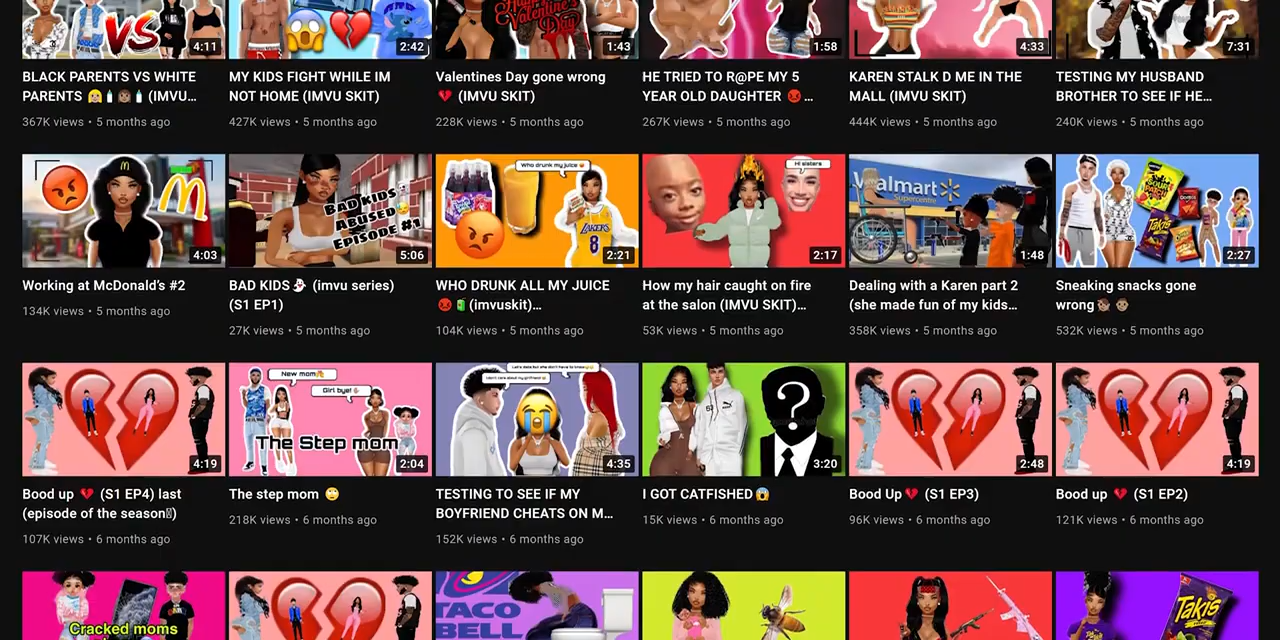 Happy
Valentine's
Day
VS
4:11
2:42
1:43
1:58
4:33
7:31
BLACK PARENTS VS WHITE
PARENTS 👩🏼🍼👩🏽🍼 (IMVU...
367K views • 5 months ago
MY KIDS FIGHT WHILE IM
NOT HOME (IMVU SKIT)
427K views • 5 months ago
Valentines Day gone wrong
💔 (IMVU SKIT)
228K views • 5 months ago
HE TRIED TO R@PE MY 5
YEAR OLD DAUGHTER 😡...
267K views • 5 months ago
KAREN STALK D ME IN THE
MALL (IMVU SKIT)
444K views • 5 months ago
TESTING MY HUSBAND
BROTHER TO SEE IF HE...
240K views • 5 months ago
4:03
BAD KIDS
ABUSED
EPISODE #1
5:06
Who drunk my juice
LAKERS
8
2:21
Hi sisters
2:17
Walmart
Supercentre
1:48
SOUR
PATCH
Takis
2:27
Working at McDonald's #2
134K views • 5 months ago
BAD KIDS👻 (imvu series)
(S1 EP1)
27K views • 5 months ago
WHO DRUNK ALL MY JUICE
😡🧃(imvuskit)...
104K views • 5 months ago
How my hair caught on fire
at the salon (IMVU SKIT)...
53K views • 5 months ago
Dealing with a Karen part 2
(she made fun of my kids...
358K views • 5 months ago
Sneaking snacks gone
wrong👧🏽👦🏽
532K views • 5 months ago
4:19
New mom
Girl bye!
The Step mom
2:04
4:35
3:20
2:48
4:19
Bood up 💔 (S1 EP4) last
(episode of the season)
107K views • 6 months ago
The step mom 🙄
218K views • 6 months ago
TESTING TO SEE IF MY
BOYFRIEND CHEATS ON M...
152K views • 6 months ago
I GOT CATFISHED😱
15K views • 6 months ago
Bood Up💔 (S1 EP3)
96K views • 6 months ago
Bood up 💔 (S1 EP2)
121K views • 6 months ago
Cracked moms
TACO
BELL
Takis